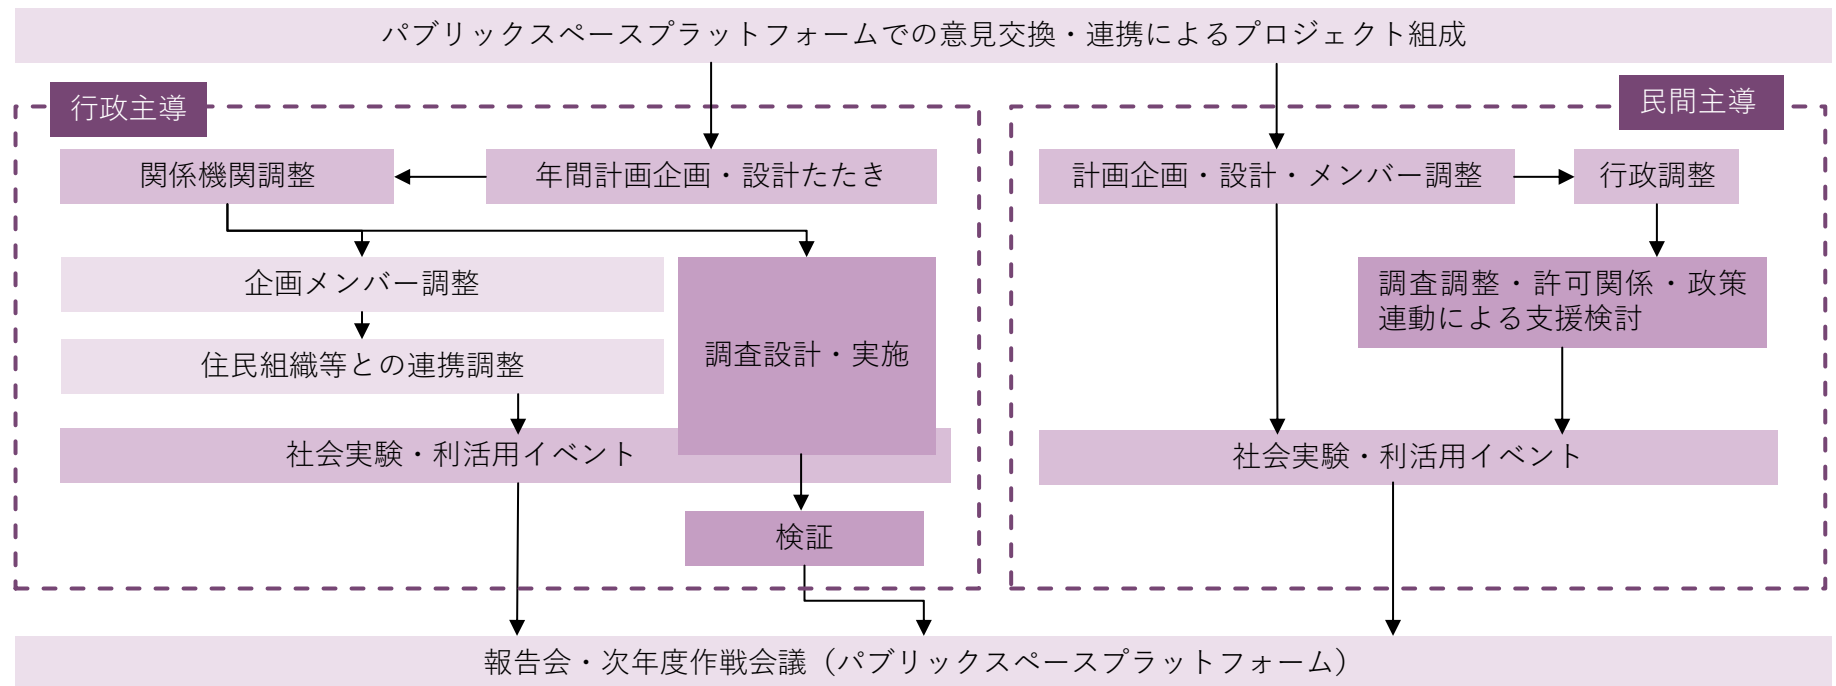 パブリックスペースプラットフォームでの意見交換・連携によるプロジェクト組成
行政主導
関係機関調整
年間計画企画・設計たたき
企画メンバー調整
住民組織等との連携調整
調査設計・実施
社会実験・利活用イベント
検証
民間主導
計画企画・設計・メンバー調整
行政調整
調査調整・許可関係・政策
連動による支援検討
社会実験・利活用イベント
報告会・次年度作戦会議（パブリックスペースプラットフォーム）